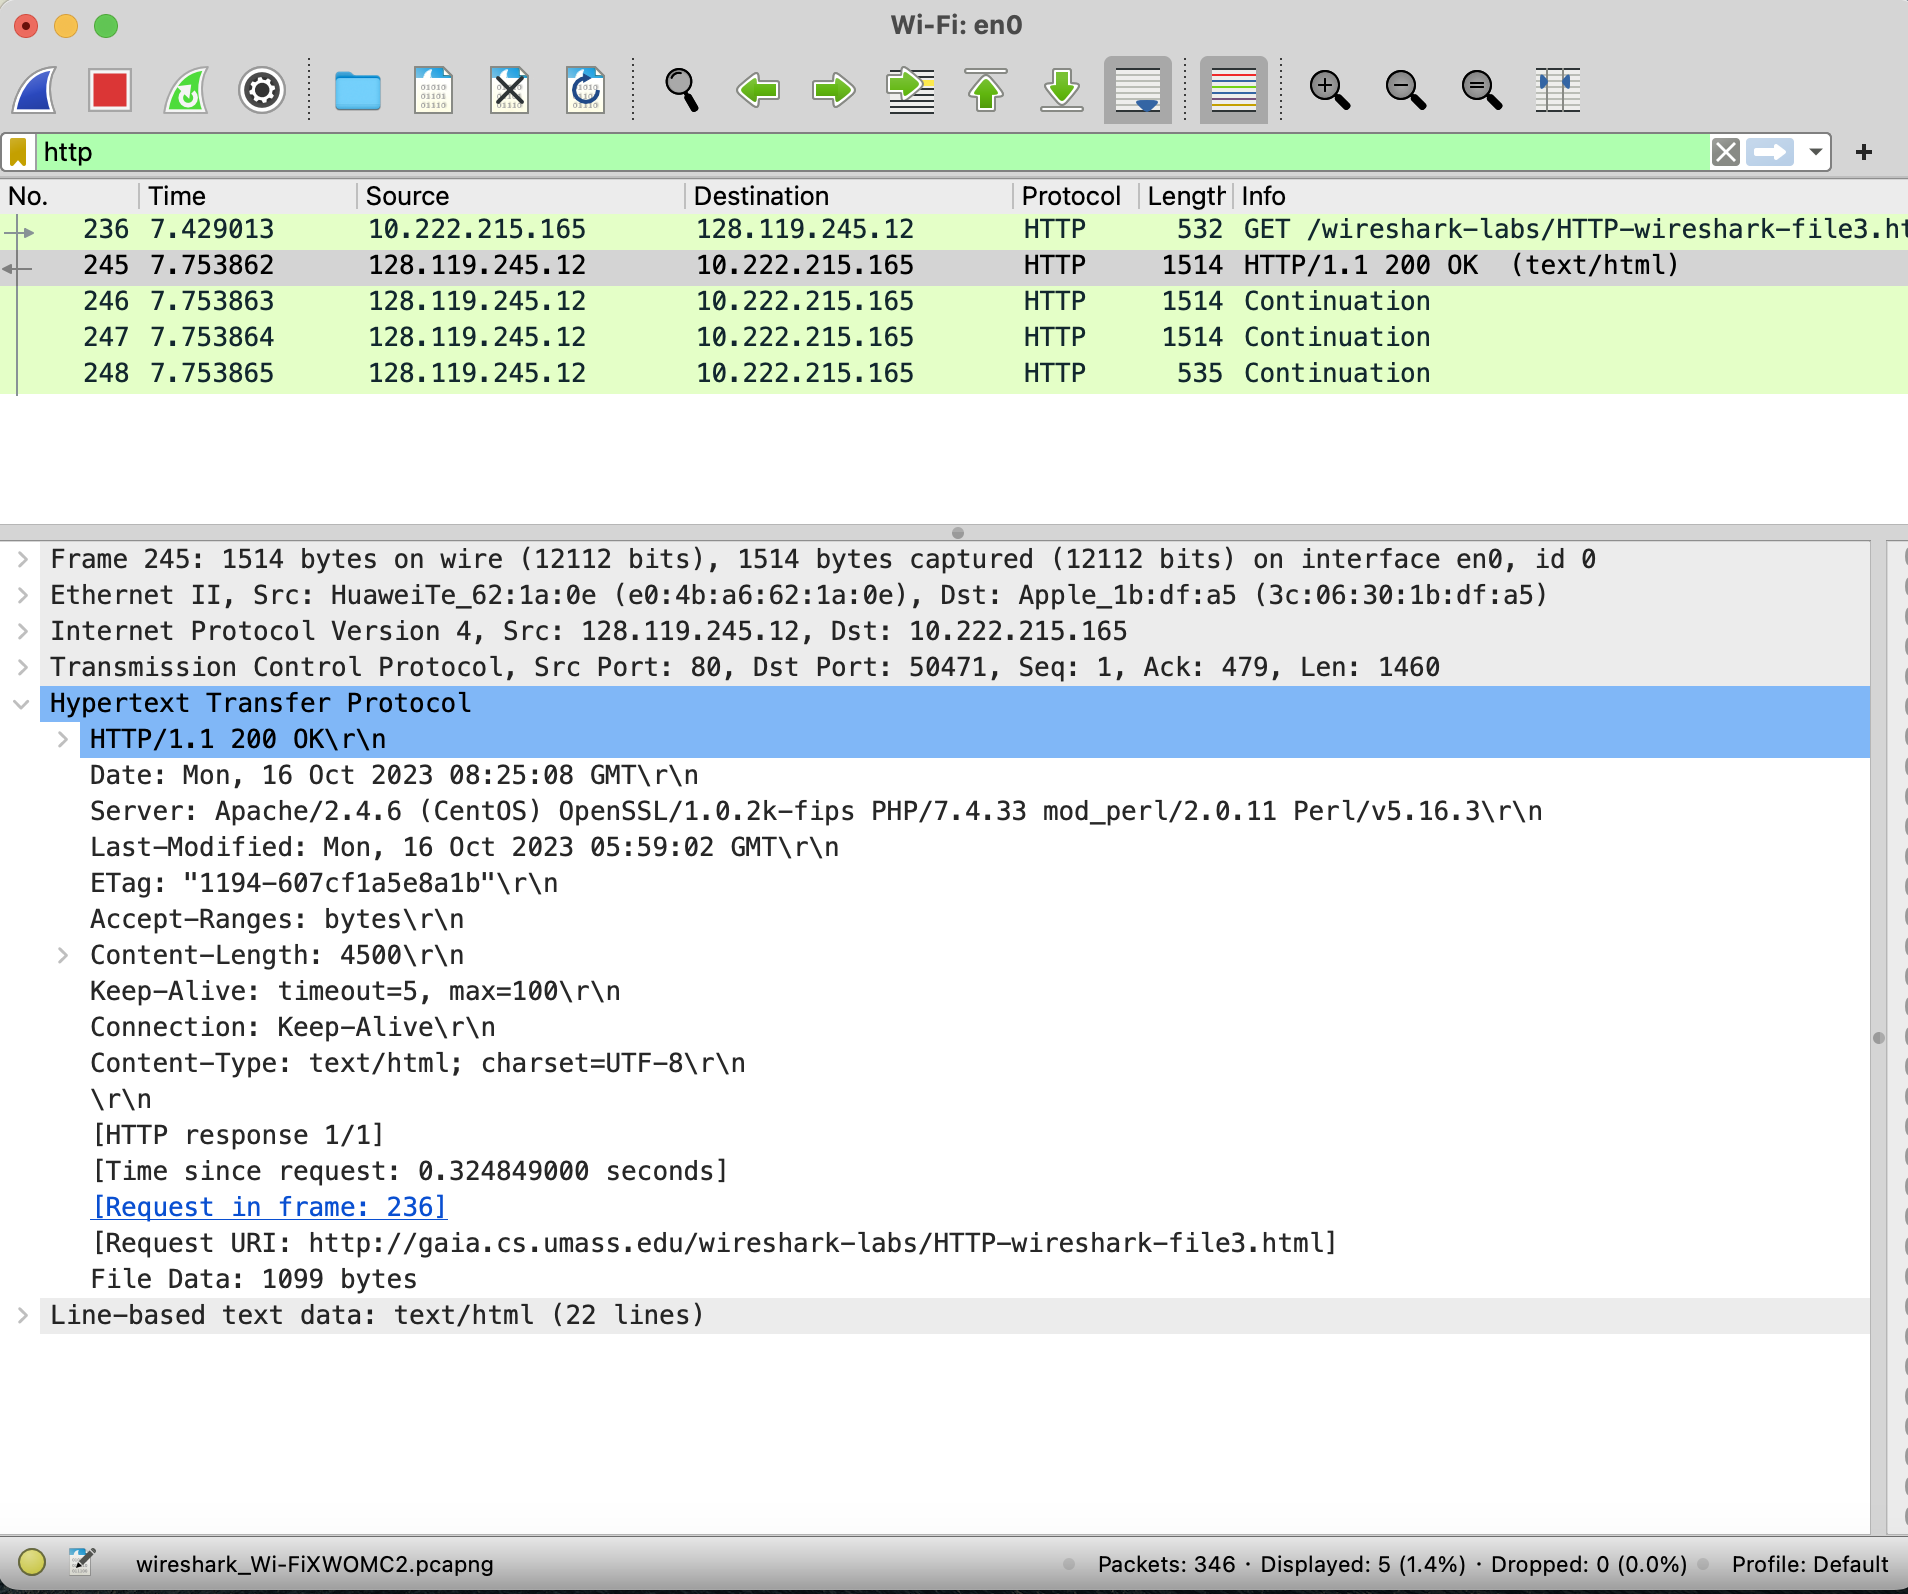 Wi-Fi: en0
http
+
No. Time Source Destination Protocol Length Info
236 7.429013 10.222.215.165 128.119.245.12 HTTP 532 GET /wireshark-labs/HTTP-wireshark-file3.ht
245 7.753862 128.119.245.12 10.222.215.165 HTTP 1514 HTTP/1.1 200 OK (text/html)
246 7.753863 128.119.245.12 10.222.215.165 HTTP 1514 Continuation
247 7.753864 128.119.245.12 10.222.215.165 HTTP 1514 Continuation
248 7.753865 128.119.245.12 10.222.215.165 HTTP 535 Continuation
Frame 245: 1514 bytes on wire (12112 bits), 1514 bytes captured (12112 bits) on interface en0, id 0
Ethernet II, Src: HuaweiTe_62:1a:0e (e0:4b:a6:62:1a:0e), Dst: Apple_1b:df:a5 (3c:06:30:1b:df:a5)
Internet Protocol Version 4, Src: 128.119.245.12, Dst: 10.222.215.165
Transmission Control Protocol, Src Port: 80, Dst Port: 50471, Seq: 1, Ack: 479, Len: 1460
Hypertext Transfer Protocol
HTTP/1.1 200 OK\r\n
Date: Mon, 16 Oct 2023 08:25:08 GMT\r\n
Server: Apache/2.4.6 (CentOS) OpenSSL/1.0.2k-fips PHP/7.4.33 mod_perl/2.0.11 Perl/v5.16.3\r\n
Last-Modified: Mon, 16 Oct 2023 05:59:02 GMT\r\n
ETag: "1194-607cf1a5e8a1b"\r\n
Accept-Ranges: bytes\r\n
Content-Length: 4500\r\n
Keep-Alive: timeout=5, max=100\r\n
Connection: Keep-Alive\r\n
Content-Type: text/html; charset=UTF-8\r\n
\r\n
[HTTP response 1/1]
[Time since request: 0.324849000 seconds]
[Request in frame: 236]
[Request URI: http://gaia.cs.umass.edu/wireshark-labs/HTTP-wireshark-file3.html]
File Data: 1099 bytes
Line-based text data: text/html (22 lines)
wireshark_Wi-FiXWOMC2.pcapng Packets: 346 · Displayed: 5 (1.4%) · Dropped: 0 (0.0%) Profile: Default